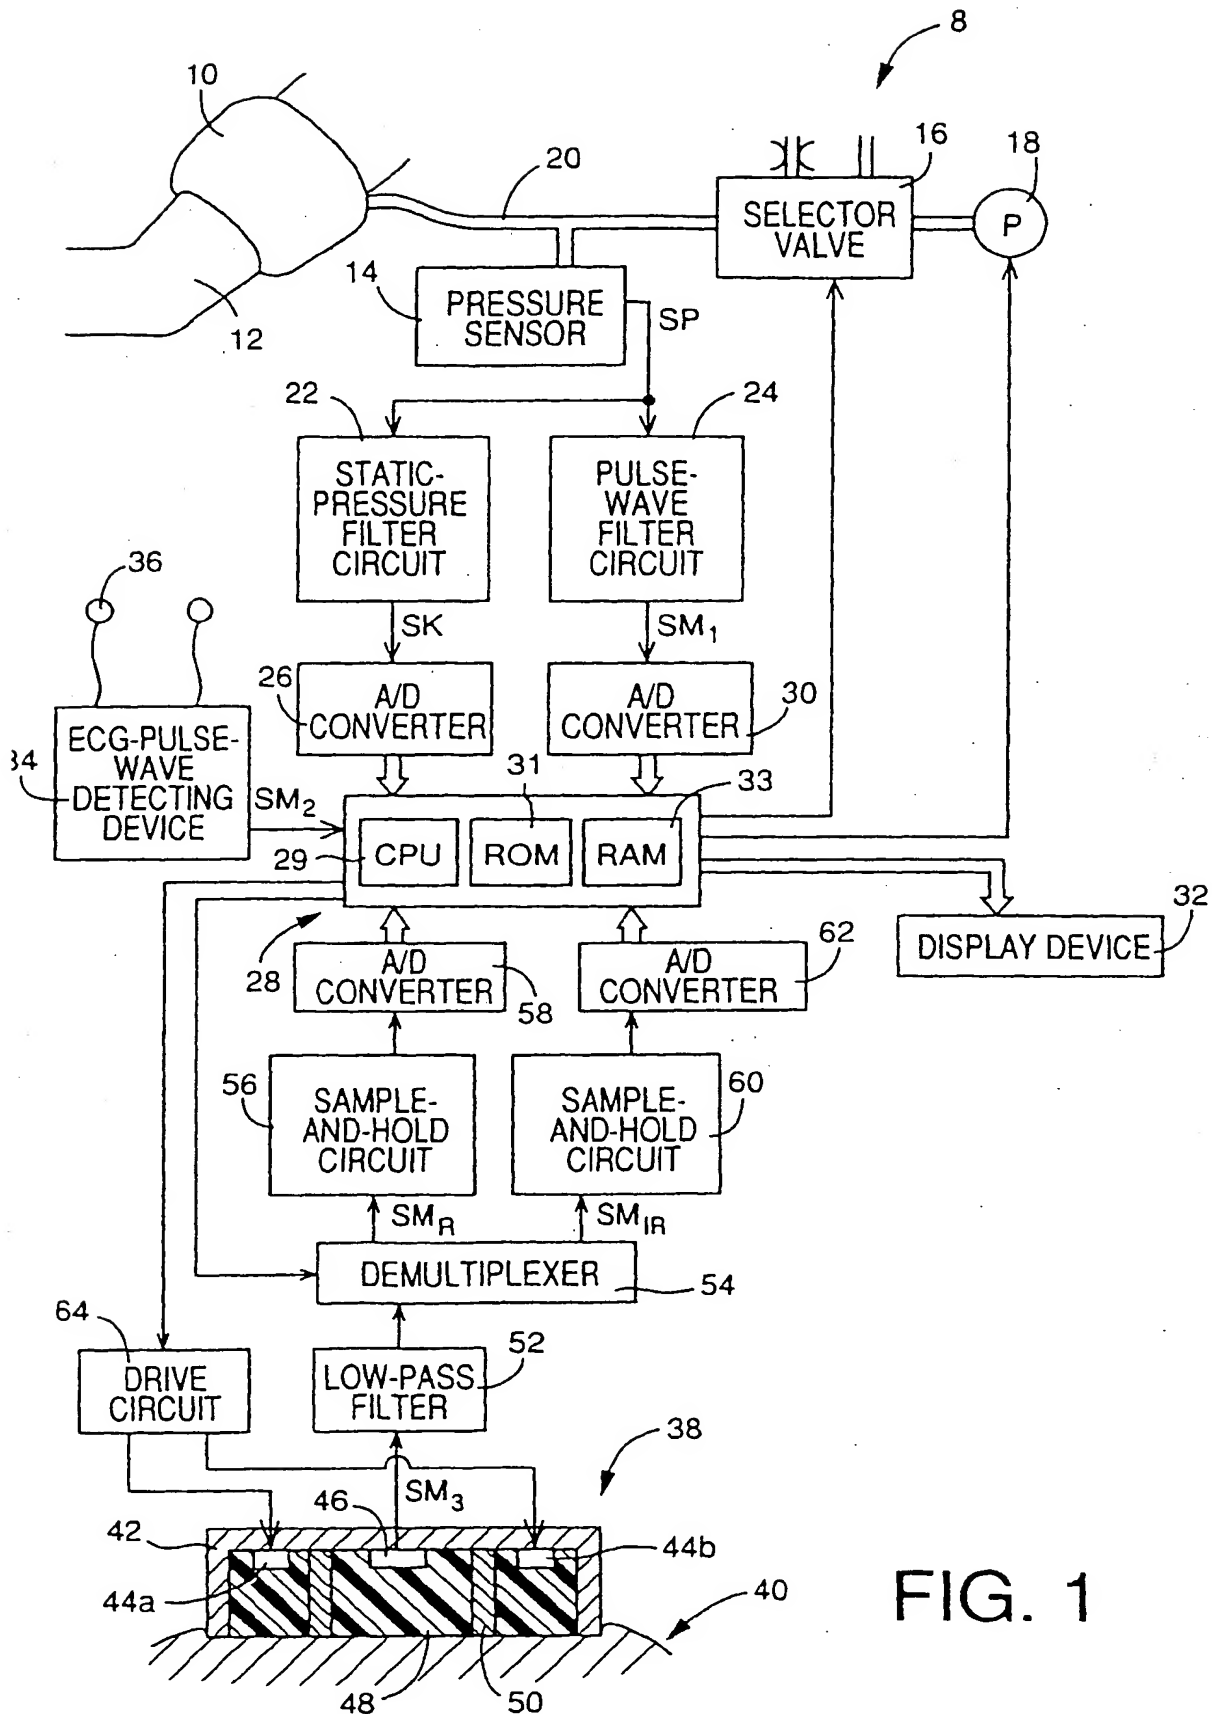 8
10
16
18
20
SELECTOR
VALVE
P
14
PRESSURE
SENSOR
12
SP
22
24
STATIC-
PRESSURE
FILTER
CIRCUIT
PULSE-
WAVE
FILTER
CIRCUIT
36
SK
SM1
26
A/D
CONVERTER
A/D
CONVERTER
30
ECG-PULSE-
WAVE
DETECTING
DEVICE
34
SM2
31
33
29
CPU
ROM
RAM
32
DISPLAY DEVICE
28
A/D
CONVERTER
58
A/D
CONVERTER
62
56
SAMPLE-
AND-HOLD
CIRCUIT
SAMPLE-
AND-HOLD
CIRCUIT
60
SMR
SMIR
DEMULTIPLEXER
54
64
DRIVE
CIRCUIT
LOW-PASS
FILTER
52
38
SM3
46
42
44a
44b
40
48
50
FIG. 1